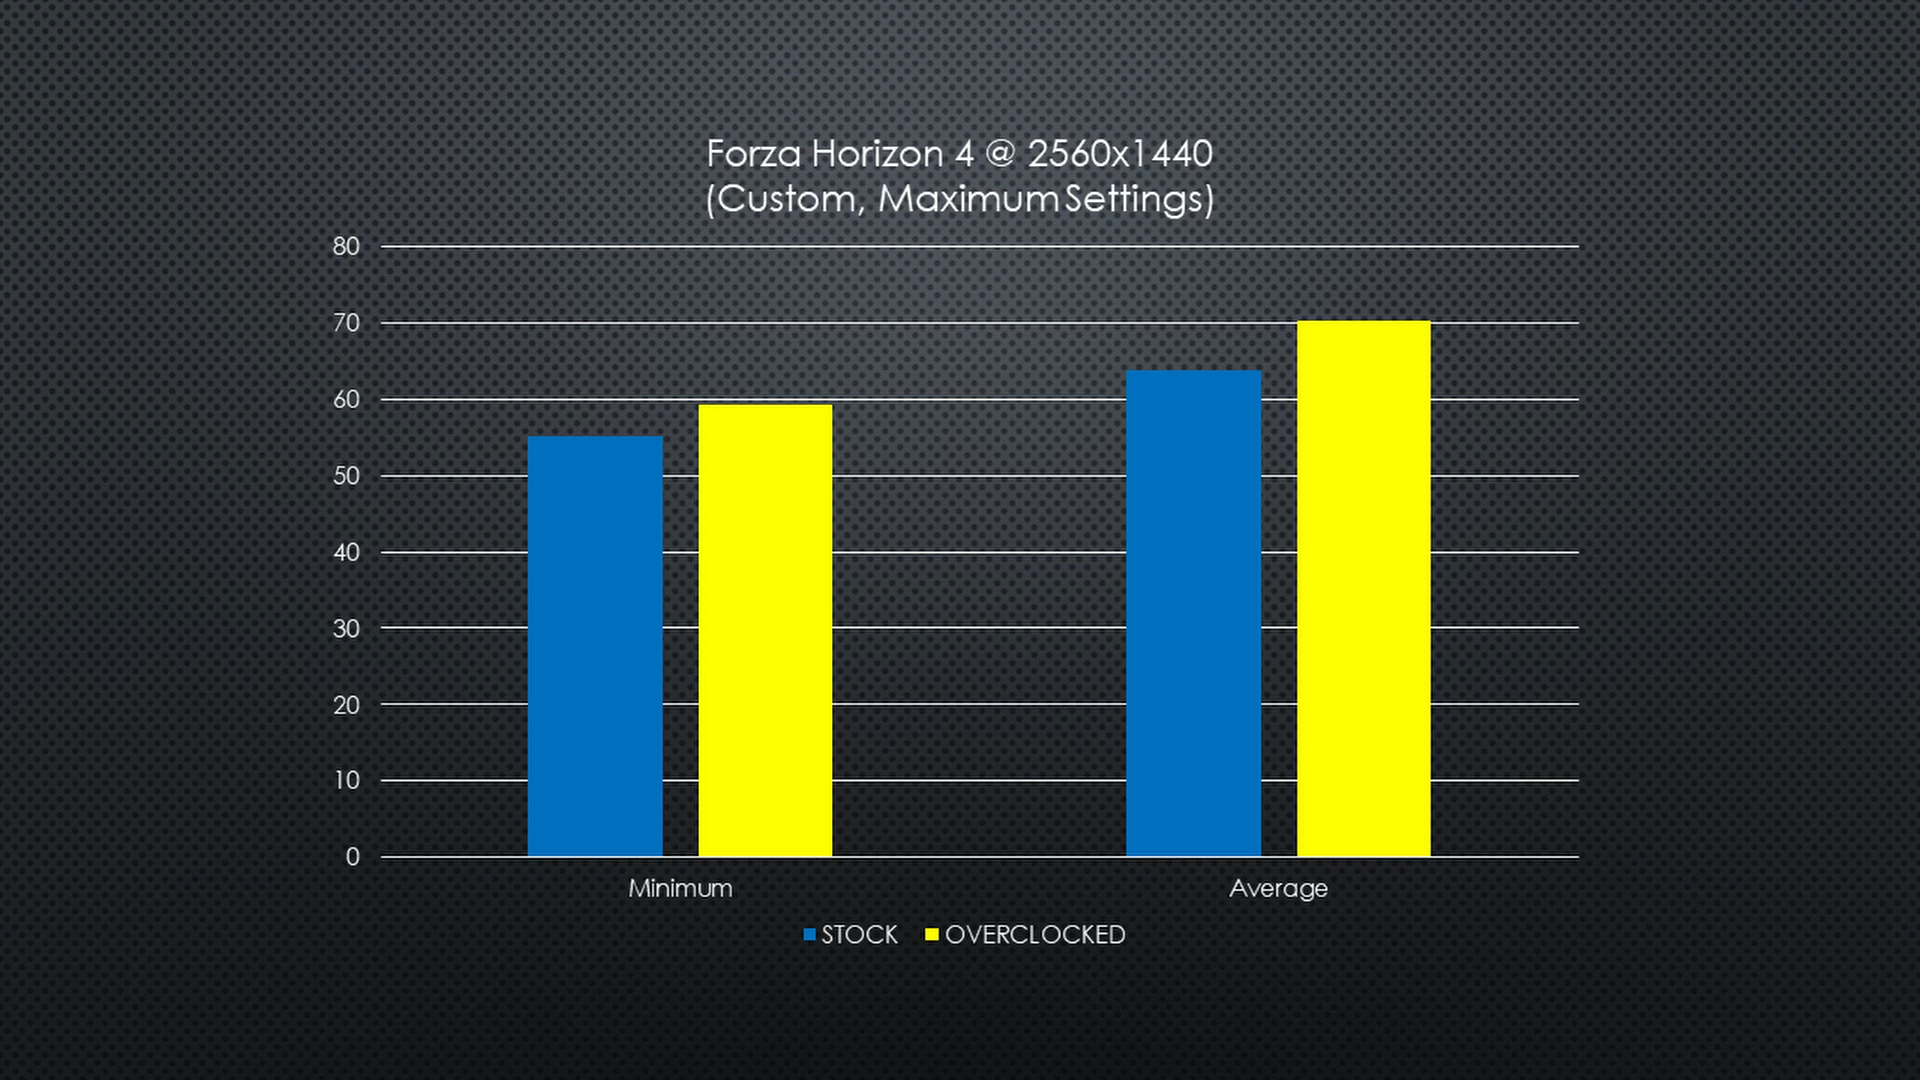 Forza Horizon 4 @ 2560x1440
(Custom, Maximum Settings)
80
70
60
50
40
30
20
10
0
Minimum Average
STOCK OVERCLOCKED